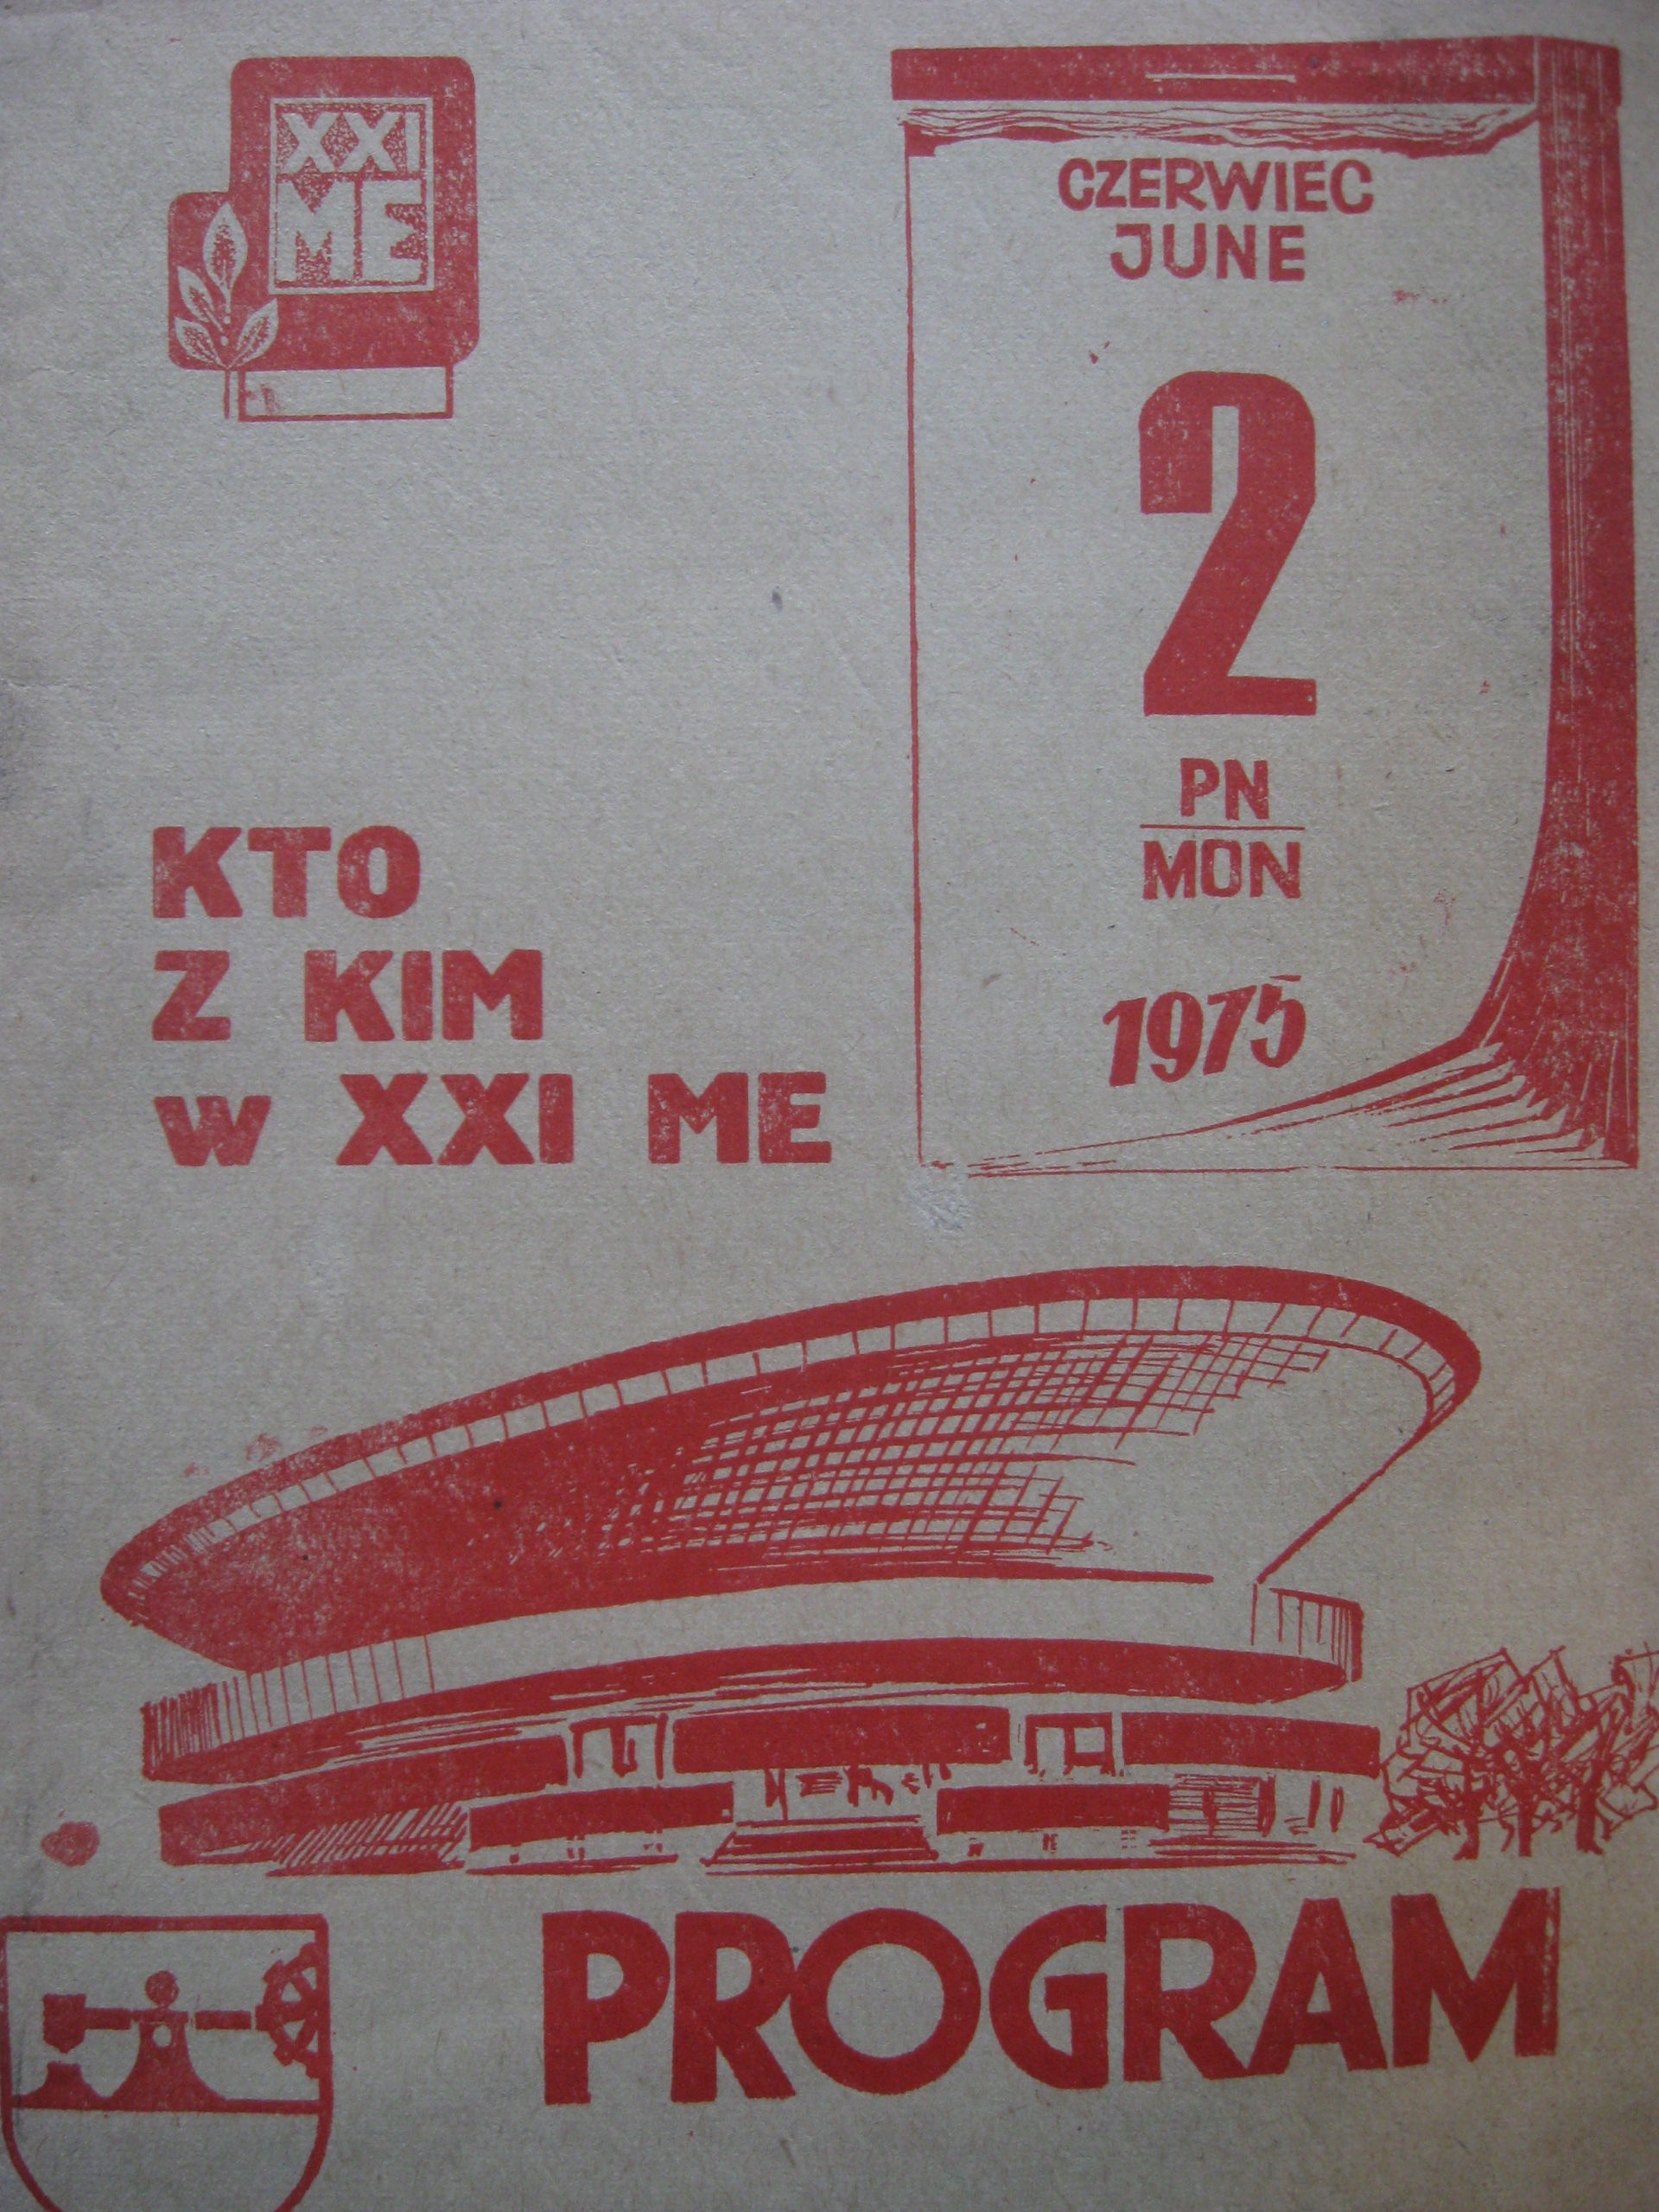 XXI
ME
CZERWIEC
JUNE
2
PN
MON
1975
KTO
Z KIM
w XXI ME
PROGRAM